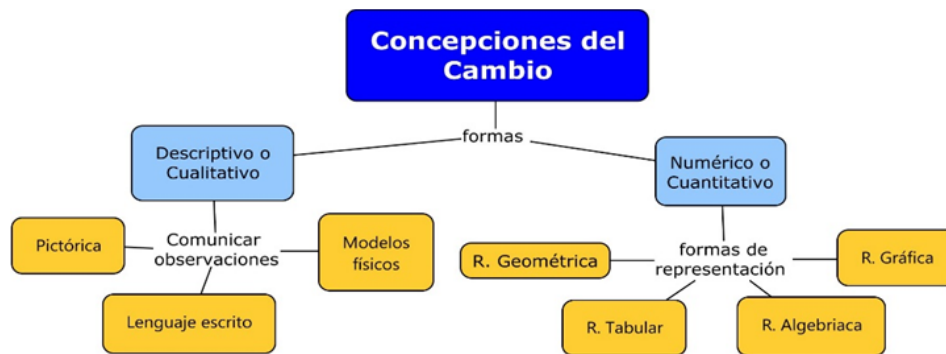 Concepciones del
Cambio
formas
Descriptivo o
Cualitativo
Numérico o
Cuantitativo
Pictórica
Comunicar
observaciones
Modelos
físicos
Lenguaje escrito
R. Geométrica
formas de
representación
R. Gráfica
R. Tabular
R. Algebriaca